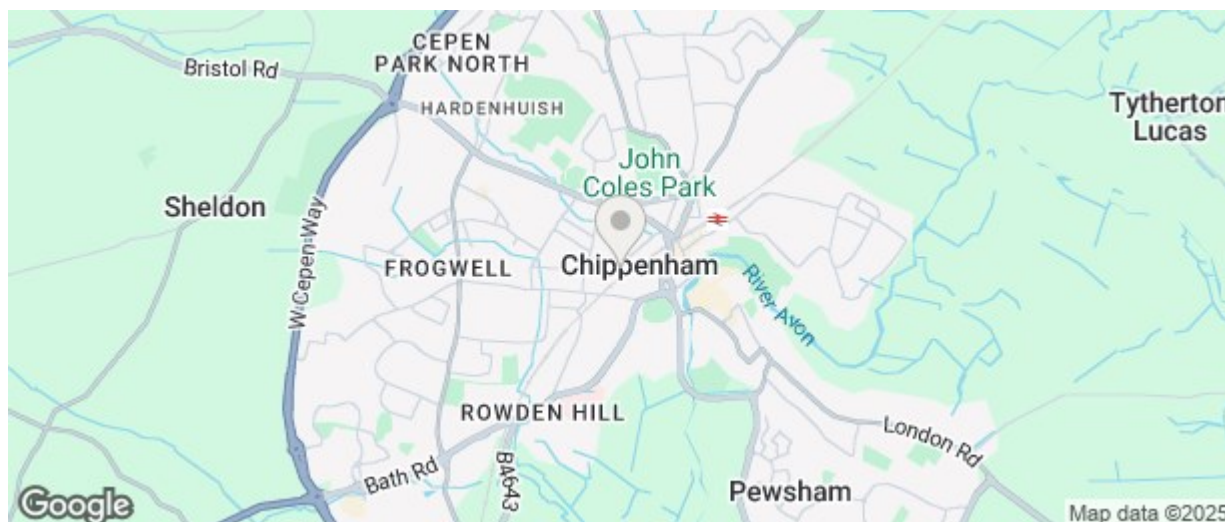 CEPEN
PARK NORTH
Bristol Rd
HARDENHUISH
Tytherton
Lucas
John
Coles Park
Sheldon
W Cepen Way
FROGWELL
Chippenham
River Avon
ROWDEN HILL
London Rd
Bath Rd
B4643
Pewsham
Google
Map data ©2025